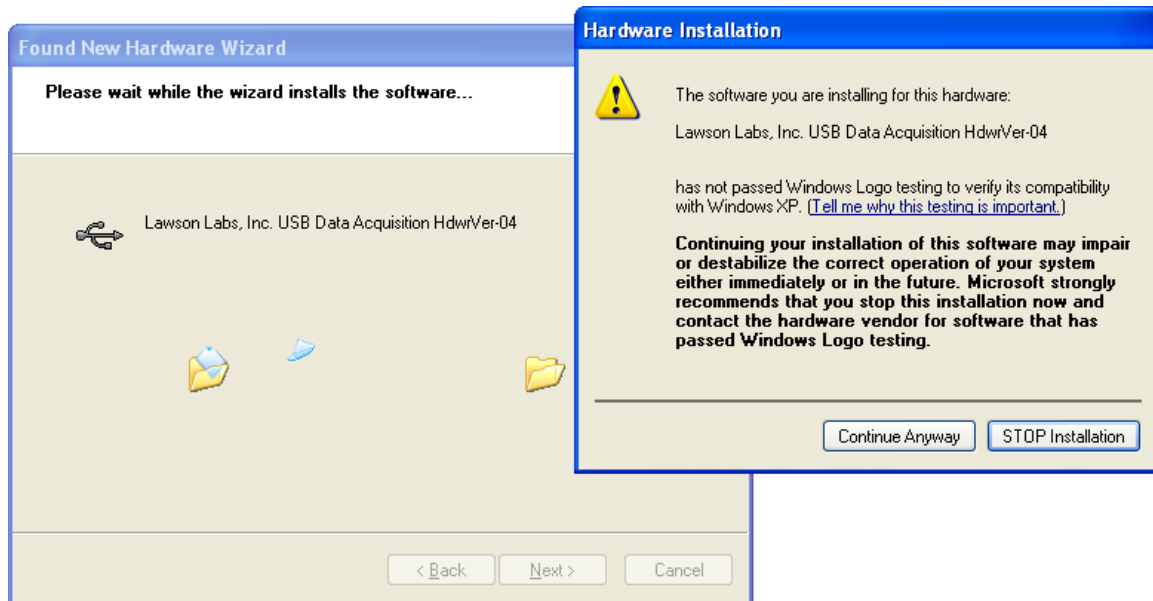 Found New Hardware Wizard
Please wait while the wizard installs the software...
Lawson Labs, Inc. USB Data Acquisition HdwrVer-04
< Back
Next >
Cancel
Hardware Installation
The software you are installing for this hardware:
Lawson Labs, Inc. USB Data Acquisition HdwrVer-04
has not passed Windows Logo testing to verify its compatibility
with Windows XP. (Tell me why this testing is important.)
Continuing your installation of this software may impair
or destabilize the correct operation of your system
either immediately or in the future. Microsoft strongly
recommends that you stop this installation now and
contact the hardware vendor for software that has
passed Windows Logo testing.
Continue Anyway
STOP Installation